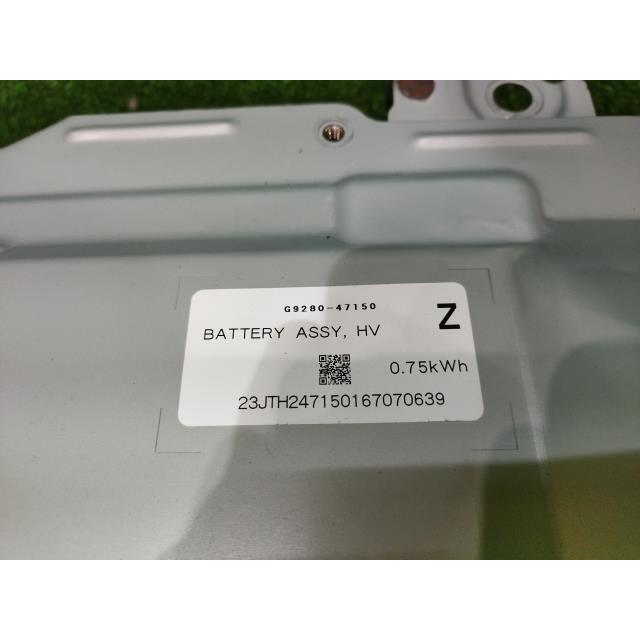 G9280-47150
Z
BATTERY ASSY, HV
0.75kWh
23JTH247150167070639